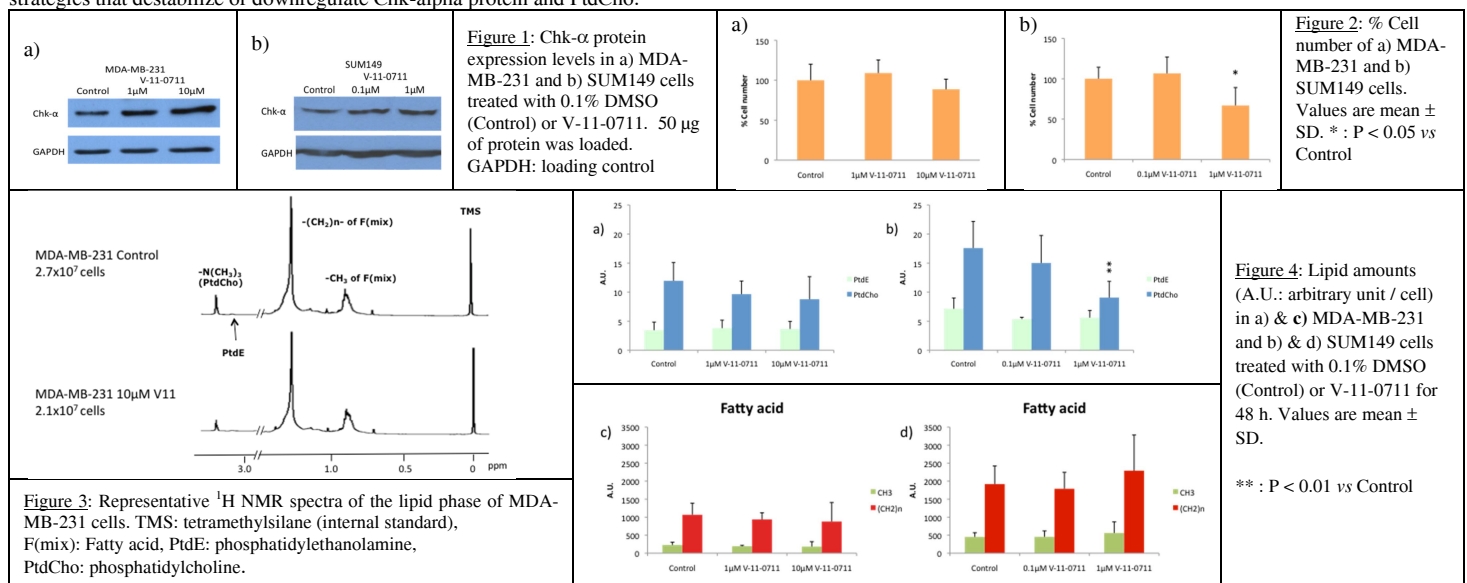 strategies that destabilize or downregulate Chk-alpha protein and PtdCho.
a)
MDA-MB-231
V-11-0711
Control 1µM 10µM
Chk-α
GAPDH
b)
SUM149
V-11-0711
Control 0.1µM 1µM
Chk-α
GAPDH
Figure 1: Chk-α protein
expression levels in a) MDA-
MB-231 and b) SUM149 cells
treated with 0.1% DMSO
(Control) or V-11-0711. 50 µg
of protein was loaded.
GAPDH: loading control
a)
% Cell number
150
100
50
0
Control 1µM V-11-0711 10µM V-11-0711
b)
% Cell number
150
100
50
0
*
Control 0.1µM V-11-0711 1µM V-11-0711
Figure 2: % Cell
number of a) MDA-
MB-231 and b)
SUM149 cells.
Values are mean ±
SD. * : P < 0.05 vs
Control
MDA-MB-231 Control
2.7x10⁷ cells
-N(CH₃)₃
(PtdCho)
PtdE
-(CH₂)n- of F(mix)
-CH₃ of F(mix)
TMS
MDA-MB-231 10µM V11
2.1x10⁷ cells
3.0 1.0 0.5 0 ppm
Figure 3: Representative ¹H NMR spectra of the lipid phase of MDA-
MB-231 cells. TMS: tetramethylsilane (internal standard),
F(mix): Fatty acid, PtdE: phosphatidylethanolamine,
PtdCho: phosphatidylcholine.
a)
A.U.
25
20
15
10
5
0
PtdE
PtdCho
Control 1µM V-11-0711 10µM V-11-0711
b)
A.U.
25
20
15
10
5
0
**
PtdE
PtdCho
Control 0.1µM V-11-0711 1µM V-11-0711
Fatty acid
c)
A.U.
3500
3000
2500
2000
1500
1000
500
0
CH3
(CH2)n
Control 1µM V-11-0711 10µM V-11-0711
Fatty acid
d)
A.U.
3500
3000
2500
2000
1500
1000
500
0
CH3
(CH2)n
Control 0.1µM V-11-0711 1µM V-11-0711
Figure 4: Lipid amounts
(A.U.: arbitrary unit / cell)
in a) & c) MDA-MB-231
and b) & d) SUM149 cells
treated with 0.1% DMSO
(Control) or V-11-0711 for
48 h. Values are mean ±
SD.
** : P < 0.01 vs Control